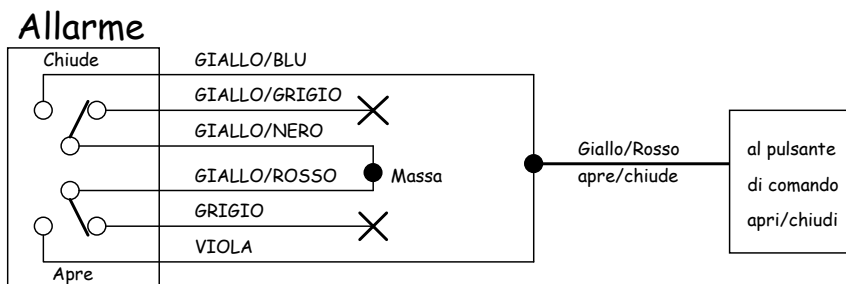 Allarme
Chiude
GIALLO/BLU
GIALLO/GRIGIO
GIALLO/NERO
GIALLO/ROSSO
Massa
GRIGIO
VIOLA
Apre
Giallo/Rosso
apre/chiude
al pulsante
di comando
apri/chiudi